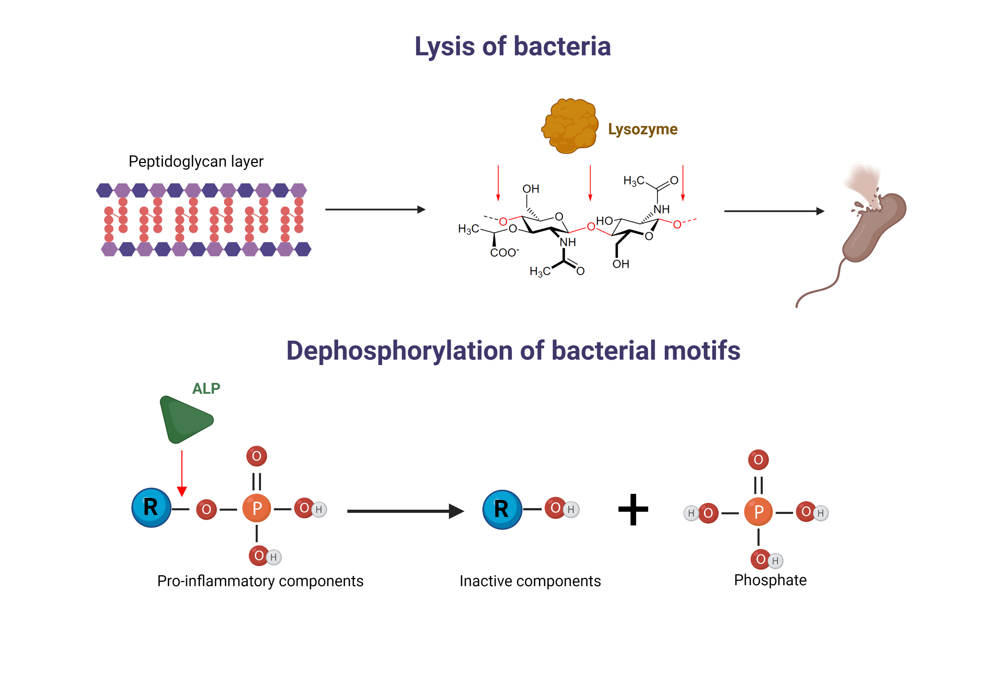 Lysis of bacteria
Lysozyme
Peptidoglycan layer
H₃C O
OH
NH
O HO
O O
H₃C O O O
NH
COO⁻
OH
H₃C O
Dephosphorylation of bacterial motifs
ALP
O O
R O P O H R O H H O P O H
O H O H
Pro-inflammatory components Inactive components Phosphate